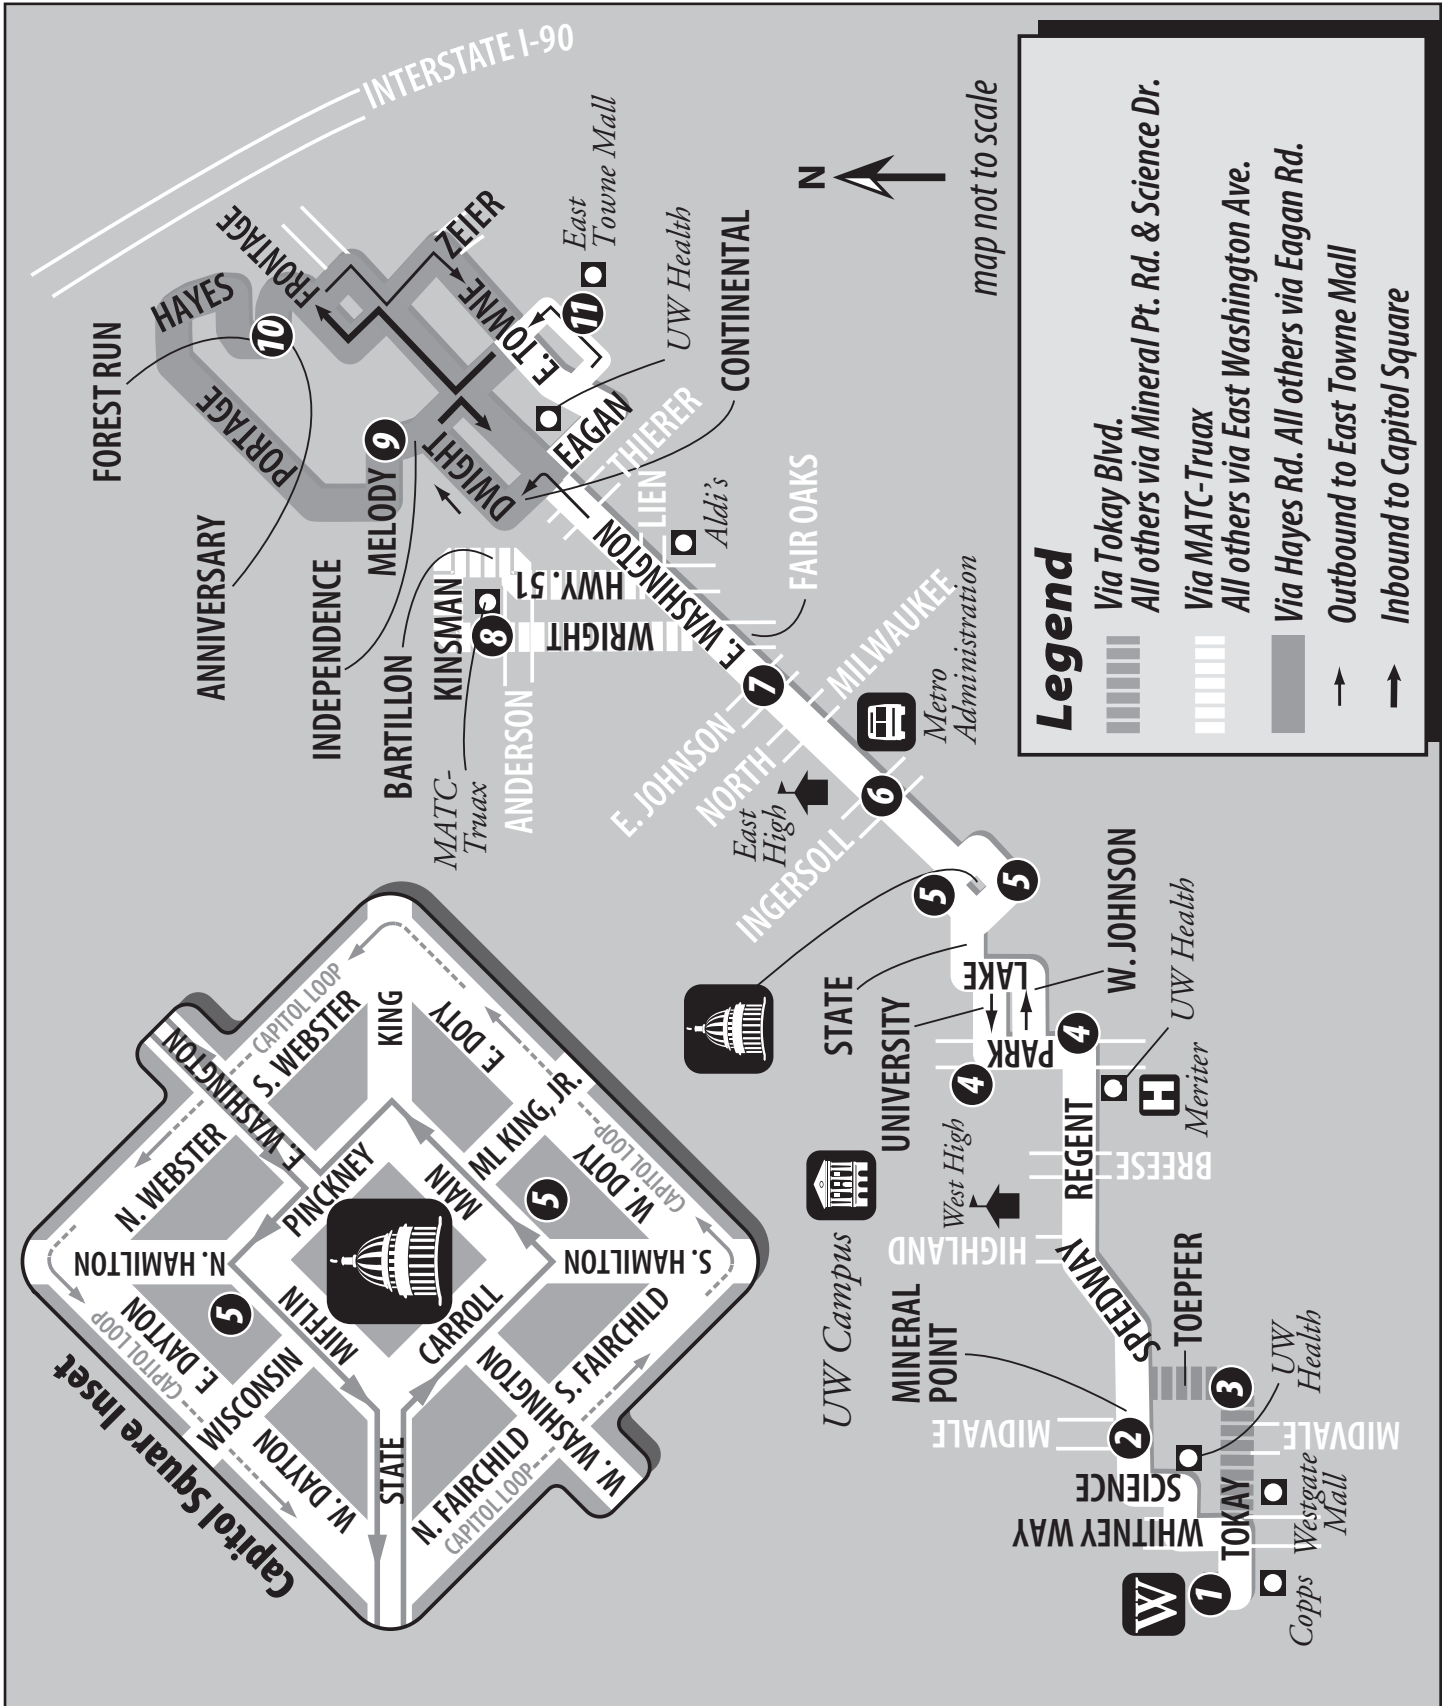 Capitol Square Inset
CAPITOL LOOP
CAPITOL LOOP
CAPITOL LOOP
CAPITOL LOOP
W. DAYTON
E. DAYTON
WISCONSIN
N. HAMILTON
N. WEBSTER
E. WASHINGTON
S. WEBSTER
PINCKNEY
MIFFLIN
STATE
CARROLL
MAIN
KING
N. FAIRCHILD
W. WASHINGTON
S. FAIRCHILD
S. HAMILTON
W. DOTY
ML KING, JR.
E. DOTY
5
5
FOREST RUN
ANNIVERSARY
INDEPENDENCE
BARTILLON
MATC-
Truax
KINSMAN
MELODY
PORTAGE
HAYES
FRONTAGE
INTERSTATE I-90
ZEIER
E. TOWNE
East
Towne Mall
UW Health
CONTINENTAL
DWIGHT
EAGAN
THIERER
LIEN
Aldi's
FAIR OAKS
HWY. 51
WRIGHT
ANDERSON
E. WASHINGTON
E. JOHNSON
NORTH
MILWAUKEE
Metro
Administration
East
High
INGERSOLL
8
9
10
11
7
6
5
5
N
map not to scale
STATE
UNIVERSITY
LAKE
W. JOHNSON
PARK
4
4
UW Health
H
Meriter
REGENT
BREESE
West High
HIGHLAND
UW Campus
SPEEDWAY
MINERAL
POINT
TOEPFER
MIDVALE
MIDVALE
2
3
UW
Health
SCIENCE
WHITNEY WAY
TOKAY
Westgate
Mall
W
1
Copps
Legend
Via Tokay Blvd.
All others via Mineral Pt. Rd. & Science Dr.
Via MATC-Truax
All others via East Washington Ave.
Via Hayes Rd. All others via Eagan Rd.
Outbound to East Towne Mall
Inbound to Capitol Square